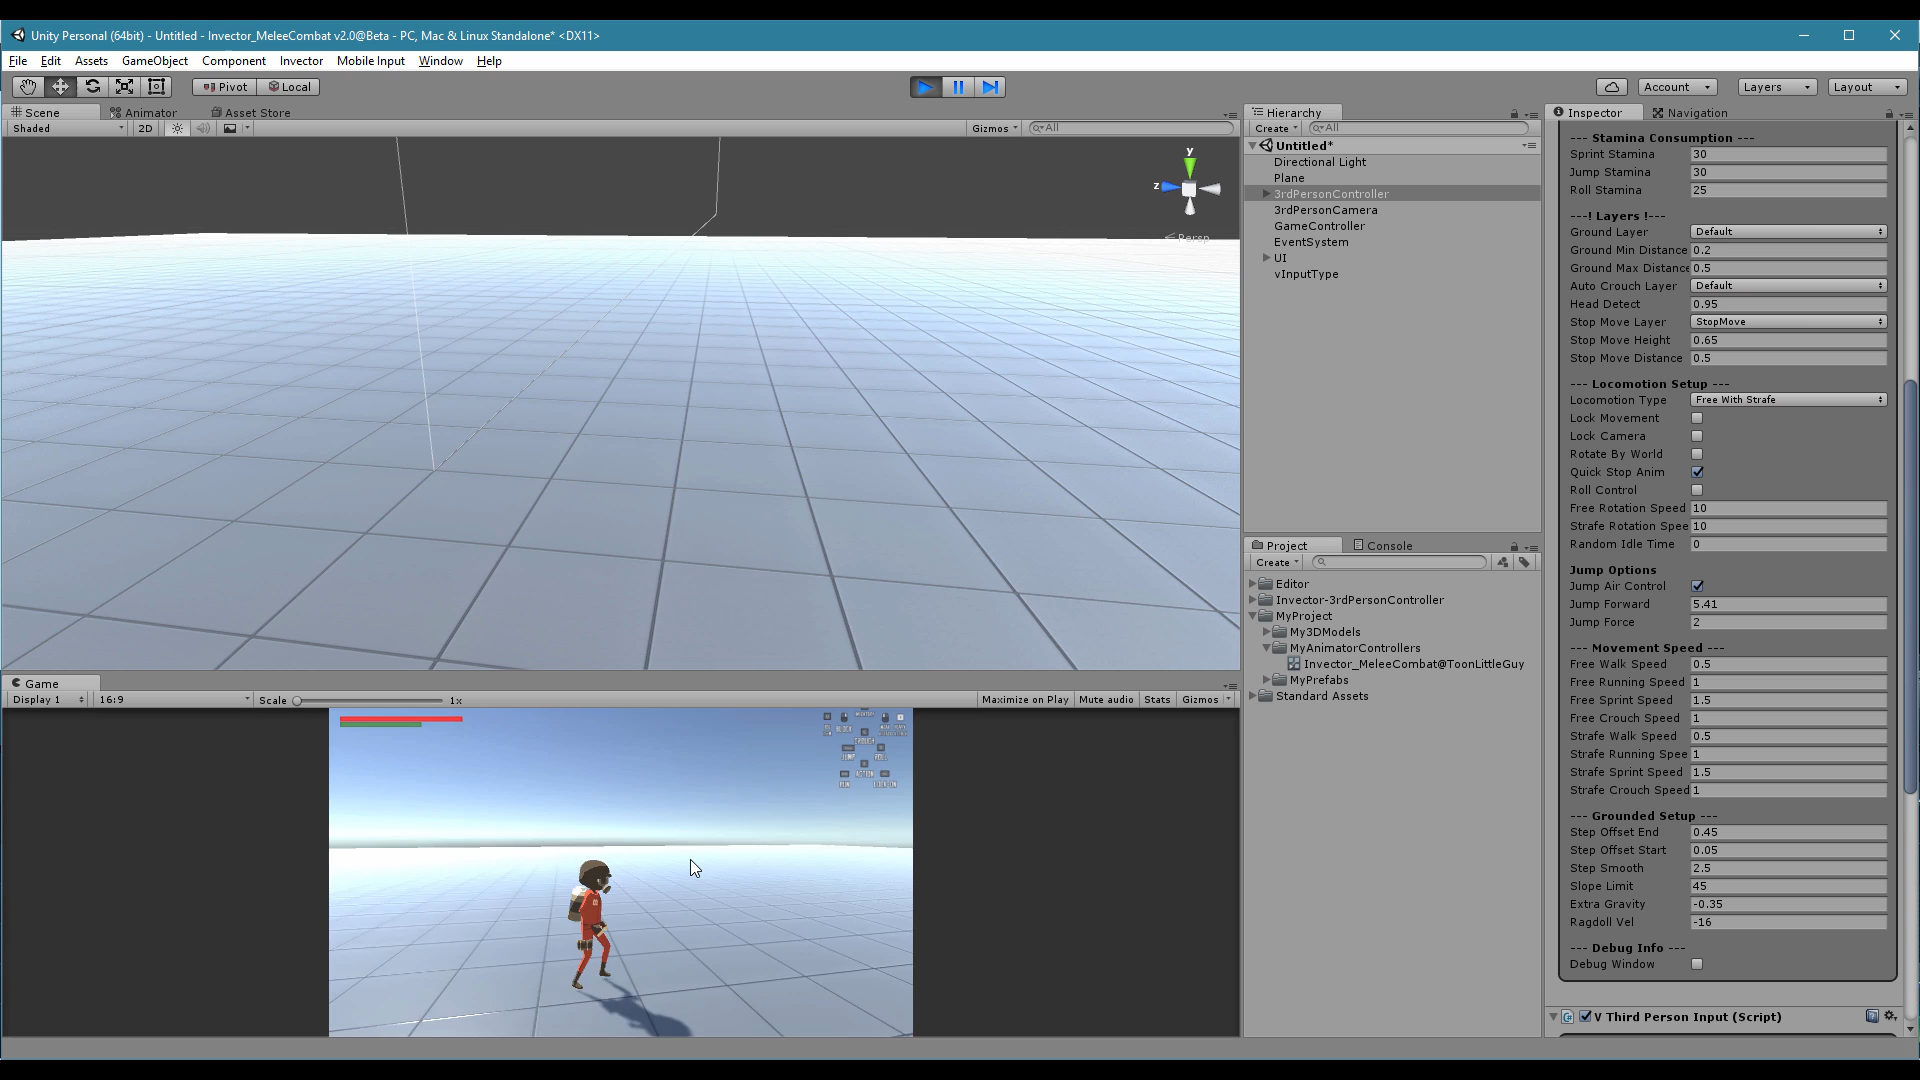 Unity Personal (64bit) - Untitled - Invector_MeleeCombat v2.0@Beta - PC, Mac & Linux Standalone* <DX11>
File Edit Assets GameObject Component Invector Mobile Input Window Help
Pivot Local Account Layers Layout
Scene Animator Asset Store
Shaded 2D Gizmos All
y
z
Persp
Hierarchy
Create All
Untitled*
Directional Light
Plane
3rdPersonController
3rdPersonCamera
GameController
EventSystem
UI
vInputType
Project Console
Create
Editor
Invector-3rdPersonController
MyProject
My3DModels
MyAnimatorControllers
Invector_MeleeCombat@ToonLittleGuy
MyPrefabs
Standard Assets
Game
Display 1 16:9 Scale 1x Maximize on Play Mute audio Stats Gizmos
Inspector Navigation
--- Stamina Consumption ---
Sprint Stamina 30
Jump Stamina 30
Roll Stamina 25
---! Layers !---
Ground Layer Default
Ground Min Distance 0.2
Ground Max Distance 0.5
Auto Crouch Layer Default
Head Detect 0.95
Stop Move Layer StopMove
Stop Move Height 0.65
Stop Move Distance 0.5
--- Locomotion Setup ---
Locomotion Type Free With Strafe
Lock Movement
Lock Camera
Rotate By World
Quick Stop Anim
Roll Control
Free Rotation Speed 10
Strafe Rotation Spee 10
Random Idle Time 0
Jump Options
Jump Air Control
Jump Forward 5.41
Jump Force 2
--- Movement Speed ---
Free Walk Speed 0.5
Free Running Speed 1
Free Sprint Speed 1.5
Free Crouch Speed 1
Strafe Walk Speed 0.5
Strafe Running Spee 1
Strafe Sprint Speed 1.5
Strafe Crouch Speed 1
--- Grounded Setup ---
Step Offset End 0.45
Step Offset Start 0.05
Step Smooth 2.5
Slope Limit 45
Extra Gravity -0.35
Ragdoll Vel -16
--- Debug Info ---
Debug Window
V Third Person Input (Script)